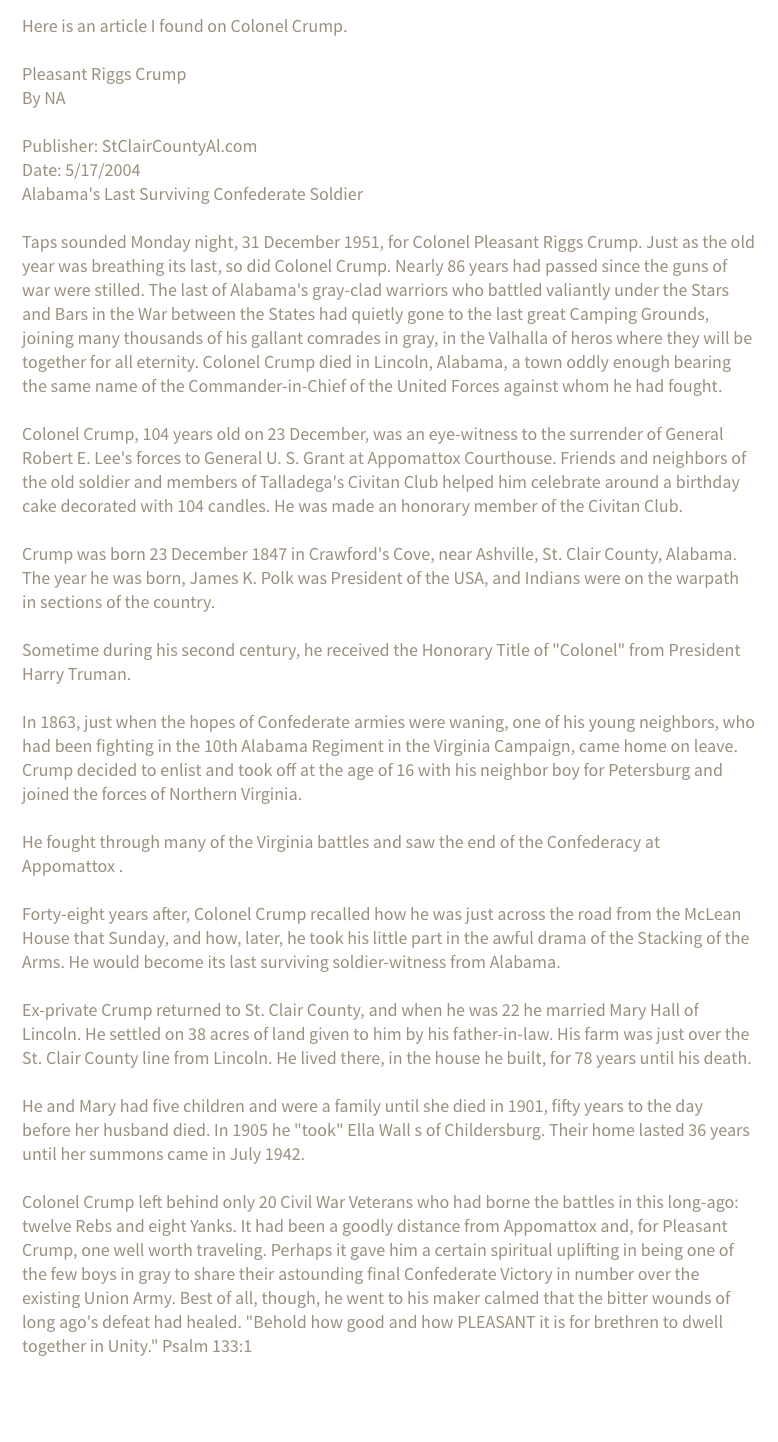 Here is an article I found on Colonel Crump.
Pleasant Riggs Crump
By NA
Publisher: StClairCountyAl.com
Date: 5/17/2004
Alabama's Last Surviving Confederate Soldier
Taps sounded Monday night, 31 December 1951, for Colonel Pleasant Riggs Crump. Just as the old
year was breathing its last, so did Colonel Crump. Nearly 86 years had passed since the guns of
war were stilled. The last of Alabama's gray-clad warriors who battled valiantly under the Stars
and Bars in the War between the States had quietly gone to the last great Camping Grounds,
joining many thousands of his gallant comrades in gray, in the Valhalla of heros where they will be
together for all eternity. Colonel Crump died in Lincoln, Alabama, a town oddly enough bearing
the same name of the Commander-in-Chief of the United Forces against whom he had fought.
Colonel Crump, 104 years old on 23 December, was an eye-witness to the surrender of General
Robert E. Lee's forces to General U. S. Grant at Appomattox Courthouse. Friends and neighbors of
the old soldier and members of Talladega's Civitan Club helped him celebrate around a birthday
cake decorated with 104 candles. He was made an honorary member of the Civitan Club.
Crump was born 23 December 1847 in Crawford's Cove, near Ashville, St. Clair County, Alabama.
The year he was born, James K. Polk was President of the USA, and Indians were on the warpath
in sections of the country.
Sometime during his second century, he received the Honorary Title of "Colonel" from President
Harry Truman.
In 1863, just when the hopes of Confederate armies were waning, one of his young neighbors, who
had been fighting in the 10th Alabama Regiment in the Virginia Campaign, came home on leave.
Crump decided to enlist and took off at the age of 16 with his neighbor boy for Petersburg and
joined the forces of Northern Virginia.
He fought through many of the Virginia battles and saw the end of the Confederacy at
Appomattox .
Forty-eight years after, Colonel Crump recalled how he was just across the road from the McLean
House that Sunday, and how, later, he took his little part in the awful drama of the Stacking of the
Arms. He would become its last surviving soldier-witness from Alabama.
Ex-private Crump returned to St. Clair County, and when he was 22 he married Mary Hall of
Lincoln. He settled on 38 acres of land given to him by his father-in-law. His farm was just over the
St. Clair County line from Lincoln. He lived there, in the house he built, for 78 years until his death.
He and Mary had five children and were a family until she died in 1901, fifty years to the day
before her husband died. In 1905 he "took" Ella Wall s of Childersburg. Their home lasted 36 years
until her summons came in July 1942.
Colonel Crump left behind only 20 Civil War Veterans who had borne the battles in this long-ago:
twelve Rebs and eight Yanks. It had been a goodly distance from Appomattox and, for Pleasant
Crump, one well worth traveling. Perhaps it gave him a certain spiritual uplifting in being one of
the few boys in gray to share their astounding final Confederate Victory in number over the
existing Union Army. Best of all, though, he went to his maker calmed that the bitter wounds of
long ago's defeat had healed. "Behold how good and how PLEASANT it is for brethren to dwell
together in Unity." Psalm 133:1